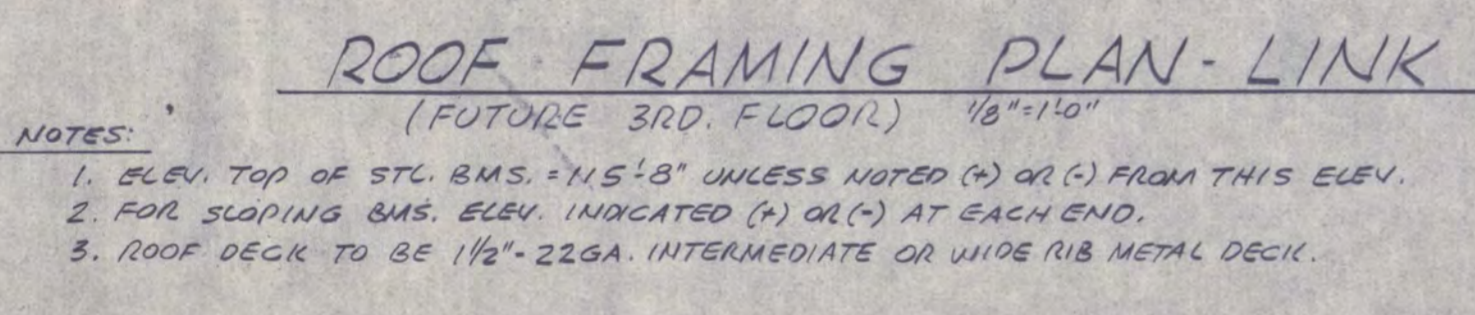 ROOF FRAMING PLAN - LINK
(FUTURE 3RD. FLOOR) 1/8"=1'-0"
NOTES:
1. ELEV. TOP OF STL. BMS. = 115'-8" UNLESS NOTED (+) OR (-) FROM THIS ELEV.
2. FOR SLOPING BMS. ELEV. INDICATED (+) OR (-) AT EACH END.
3. ROOF DECK TO BE 1 1/2"- 22GA. INTERMEDIATE OR WIDE RIB METAL DECK.